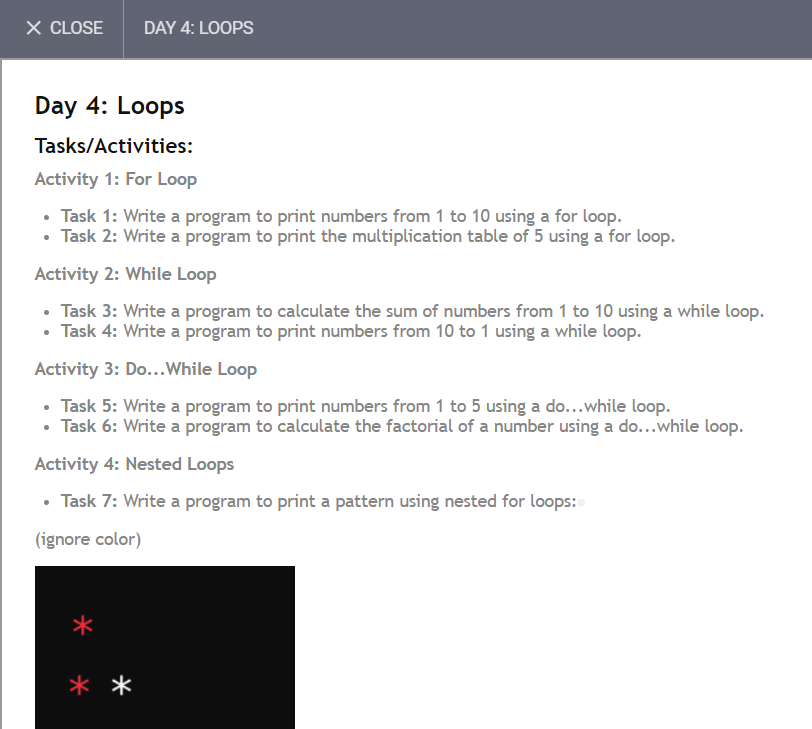 CLOSE
DAY 4: LOOPS
Day 4: Loops
Tasks/Activities:
Activity 1: For Loop
• Task 1: Write a program to print numbers from 1 to 10 using a for loop.
• Task 2: Write a program to print the multiplication table of 5 using a for loop.
Activity 2: While Loop
• Task 3: Write a program to calculate the sum of numbers from 1 to 10 using a while loop.
• Task 4: Write a program to print numbers from 10 to 1 using a while loop.
Activity 3: Do...While Loop
• Task 5: Write a program to print numbers from 1 to 5 using a do...while loop.
• Task 6: Write a program to calculate the factorial of a number using a do...while loop.
Activity 4: Nested Loops
• Task 7: Write a program to print a pattern using nested for loops:
(ignore color)
*
* *